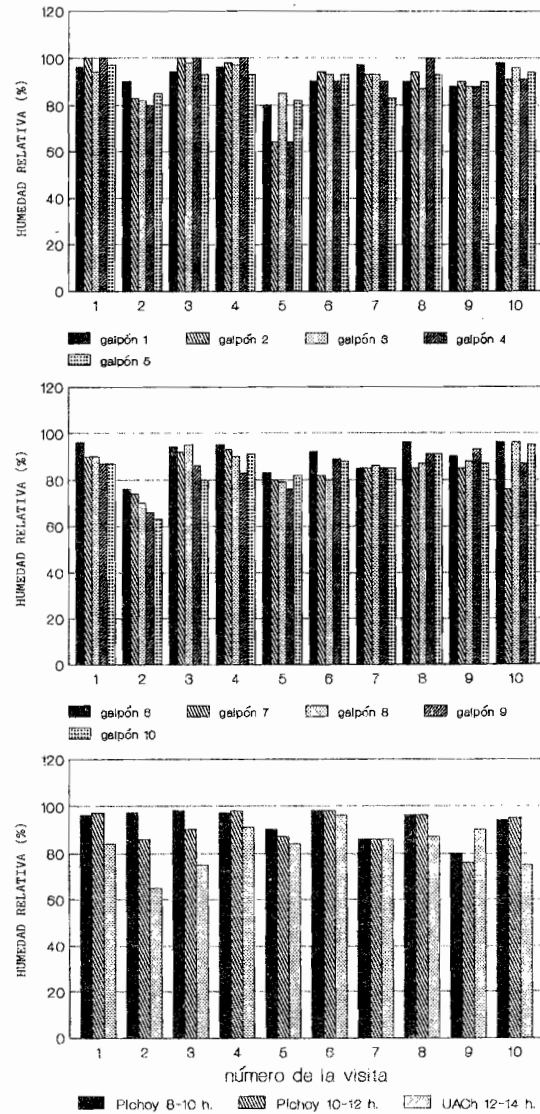 HUMEDAD RELATIVA (%)
120
100
80
60
40
20
0
1 2 3 4 5 6 7 8 9 10
galpón 1 galpón 2 galpón 3 galpón 4
galpón 5
HUMEDAD RELATIVA (%)
120
100
80
60
40
20
0
1 2 3 4 5 6 7 8 9 10
galpón 6 galpón 7 galpón 8 galpón 9
galpón 10
HUMEDAD RELATIVA (%)
120
100
80
60
40
20
0
1 2 3 4 5 6 7 8 9 10
número de la visita
Pichoy 8-10 h. Pichoy 10-12 h. UACh 12-14 h.